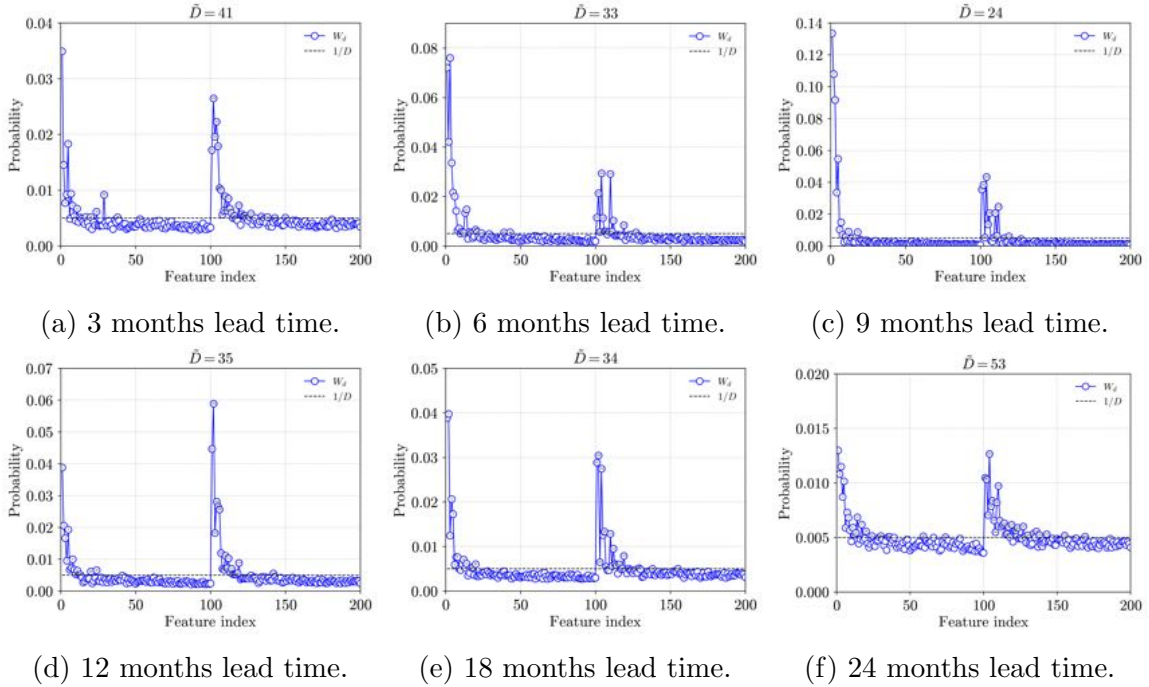 D̃ = 41
0.04
0.03
0.02
0.01
0.00
Probability
W_d
1/D
0 50 100 150 200
Feature index
(a) 3 months lead time.
D̃ = 33
0.08
0.06
0.04
0.02
0.00
Probability
W_d
1/D
0 50 100 150 200
Feature index
(b) 6 months lead time.
D̃ = 24
0.14
0.12
0.10
0.08
0.06
0.04
0.02
0.00
Probability
W_d
1/D
0 50 100 150 200
Feature index
(c) 9 months lead time.
D̃ = 35
0.07
0.06
0.05
0.04
0.03
0.02
0.01
0.00
Probability
W_d
1/D
0 50 100 150 200
Feature index
(d) 12 months lead time.
D̃ = 34
0.05
0.04
0.03
0.02
0.01
0.00
Probability
W_d
1/D
0 50 100 150 200
Feature index
(e) 18 months lead time.
D̃ = 53
0.020
0.015
0.010
0.005
0.000
Probability
W_d
1/D
0 50 100 150 200
Feature index
(f) 24 months lead time.